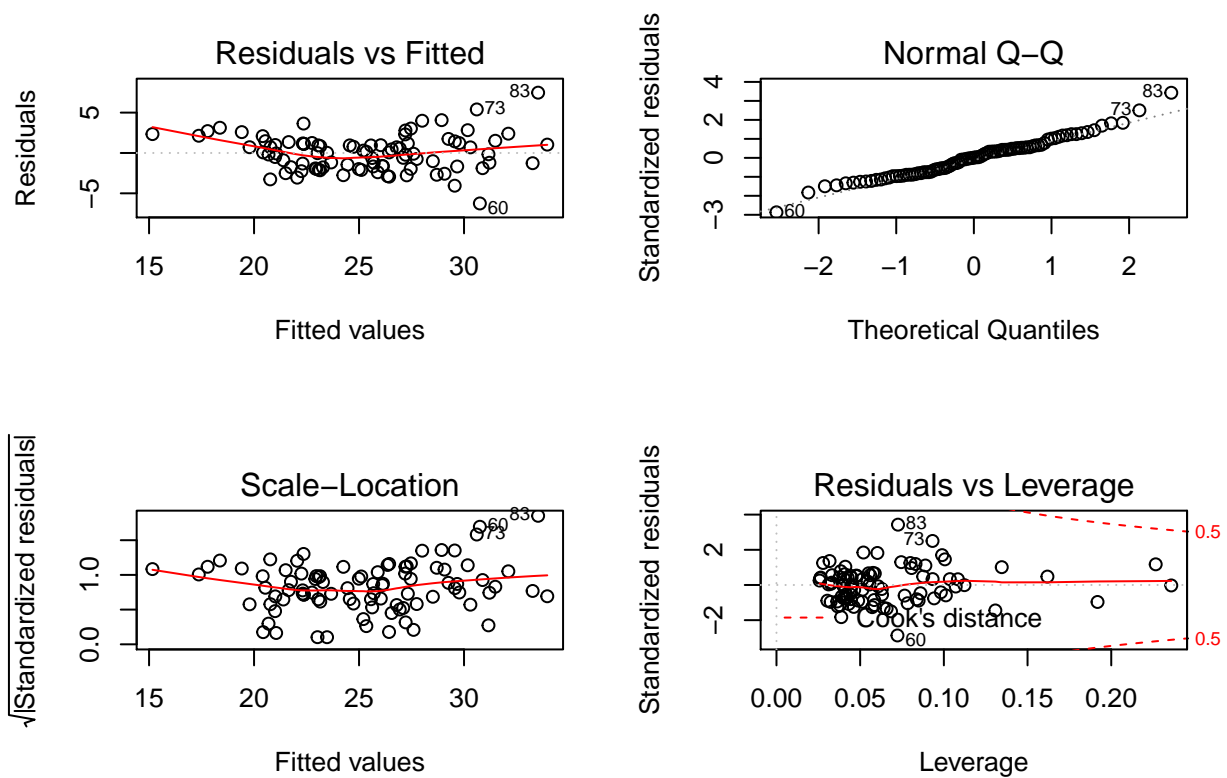 Residuals vs Fitted
Residuals
5
−5
83
73
60
15 20 25 30
Fitted values
Normal Q−Q
Standardized residuals
4
2
0
−3
83
73
60
−2 −1 0 1 2
Theoretical Quantiles
Scale−Location
√|Standardized residuals|
1.0
0.0
83
60
73
15 20 25 30
Fitted values
Residuals vs Leverage
Standardized residuals
2
0
−2
83
73
60
Cook's distance
0.5
0.5
0.00 0.05 0.10 0.15 0.20
Leverage